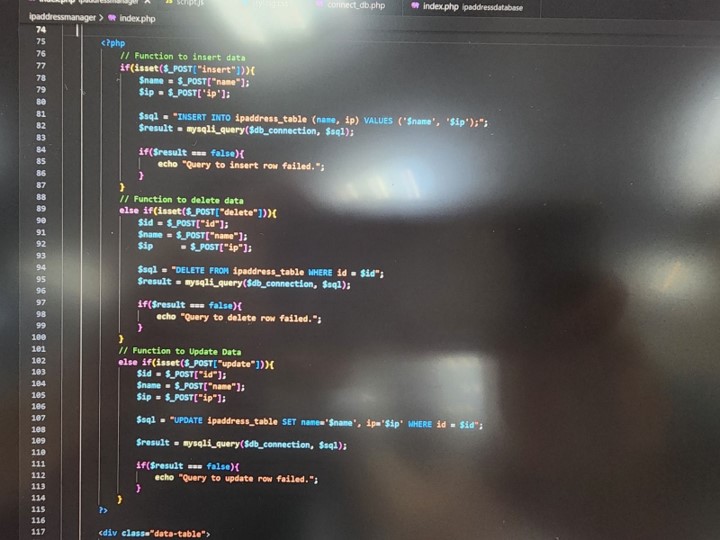 index.php ipaddressmanager script.js connect_db.php index.php ipaddressdatabase
ipaddressmanager > index.php
74
75 <?php
76 // Function to insert data
77 if(isset($_POST["insert"])){
78 $name = $_POST["name"];
79 $ip = $_POST['ip'];
80
81 $sql = "INSERT INTO ipaddress_table (name, ip) VALUES ('$name', '$ip');";
82 $result = mysqli_query($db_connection, $sql);
83
84 if($result === false){
85 echo "Query to insert row failed.";
86 }
87 }
88 // Function to delete data
89 else if(isset($_POST["delete"])){
90 $id = $_POST["id"];
91 $name = $_POST["name"];
92 $ip = $_POST["ip"];
93
94 $sql = "DELETE FROM ipaddress_table WHERE id = $id";
95 $result = mysqli_query($db_connection, $sql);
96
97 if($result === false){
98 echo "Query to delete row failed.";
99 }
100 }
101 // Function to Update Data
102 else if(isset($_POST["update"])){
103 $id = $_POST["id"];
104 $name = $_POST["name"];
105 $ip = $_POST["ip"];
106
107 $sql = "UPDATE ipaddress_table SET name='$name', ip='$ip' WHERE id = $id";
108
109 $result = mysqli_query($db_connection, $sql);
110
111 if($result === false){
112 echo "Query to update row failed.";
113 }
114 }
115 ?>
116
117 <div class="data-table">